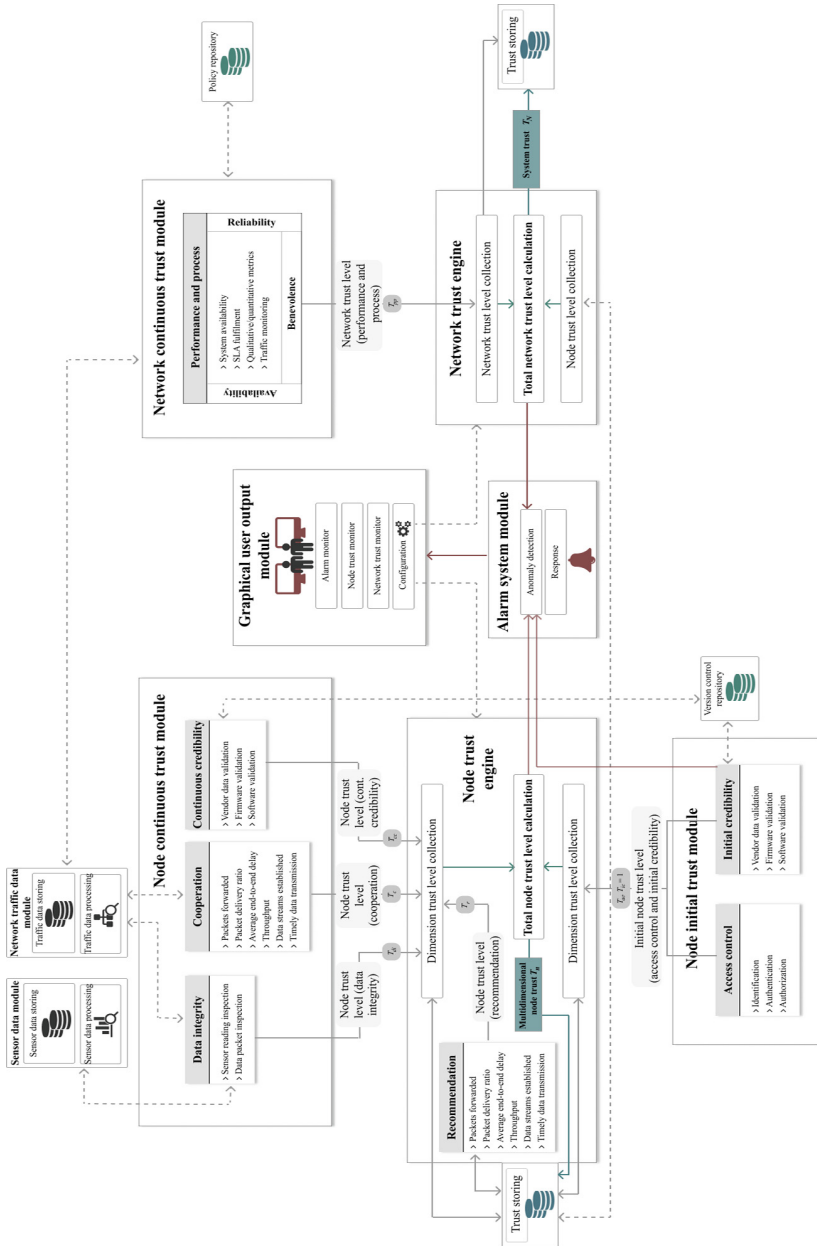 Sensor data module
Sensor data storing
Sensor data processing
Network traffic data
module
Traffic data storing
Traffic data processing
Policy repository
Node continuous trust module
Data integrity
> Sensor reading inspection
> Data packet inspection
Cooperation
> Packets forwarded
> Packet delivery ratio
> Average end-to-end delay
> Throughput
> Data streams established
> Timely data transmission
Continuous credibility
> Vendor data validation
> Firmware validation
> Software validation
Graphical user output
module
Alarm monitor
Node trust monitor
Network trust monitor
Configuration
Network continuous trust module
Performance and process
> System availability
> SLA fulfilment
> Qualitative/quantitative metrics
> Traffic monitoring
Availability
Reliability
Benevolence
Node trust
level (data
integrity)
Node trust
level
(cooperation)
Node trust
level (cont.
credibility)
Network trust level
(performance and
process)
T_di
T_c
T_cc
T_pp
Node trust
engine
Dimension trust level collection
Recommendation
> Packets forwarded
> Packet delivery ratio
> Average end-to-end delay
> Throughput
> Data streams established
> Timely data transmission
T_r
Node trust level
(recommendation)
Trust storing
Multidimensional
node trust T_n
Total node trust level calculation
Dimension trust level collection
Alarm system module
Anomaly detection
Response
Network trust engine
Network trust level collection
Total network trust level calculation
Node trust level collection
System trust T_N
Trust storing
T_ac, T_ic = 1
Initial node trust level
(access control and initial credibility)
Node initial trust module
Access control
>Identification
>Authentication
>Authorization
Initial credibility
> Vendor data validation
> Firmware validation
> Software validation
Version control
repository